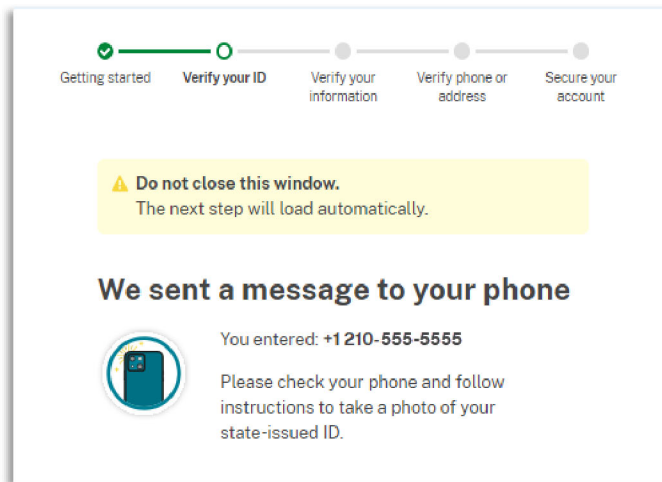 Getting started
Verify your ID
Verify your
information
Verify phone or
address
Secure your
account
Do not close this window.
The next step will load automatically.
We sent a message to your phone
You entered: +1 210-555-5555
Please check your phone and follow
instructions to take a photo of your
state-issued ID.